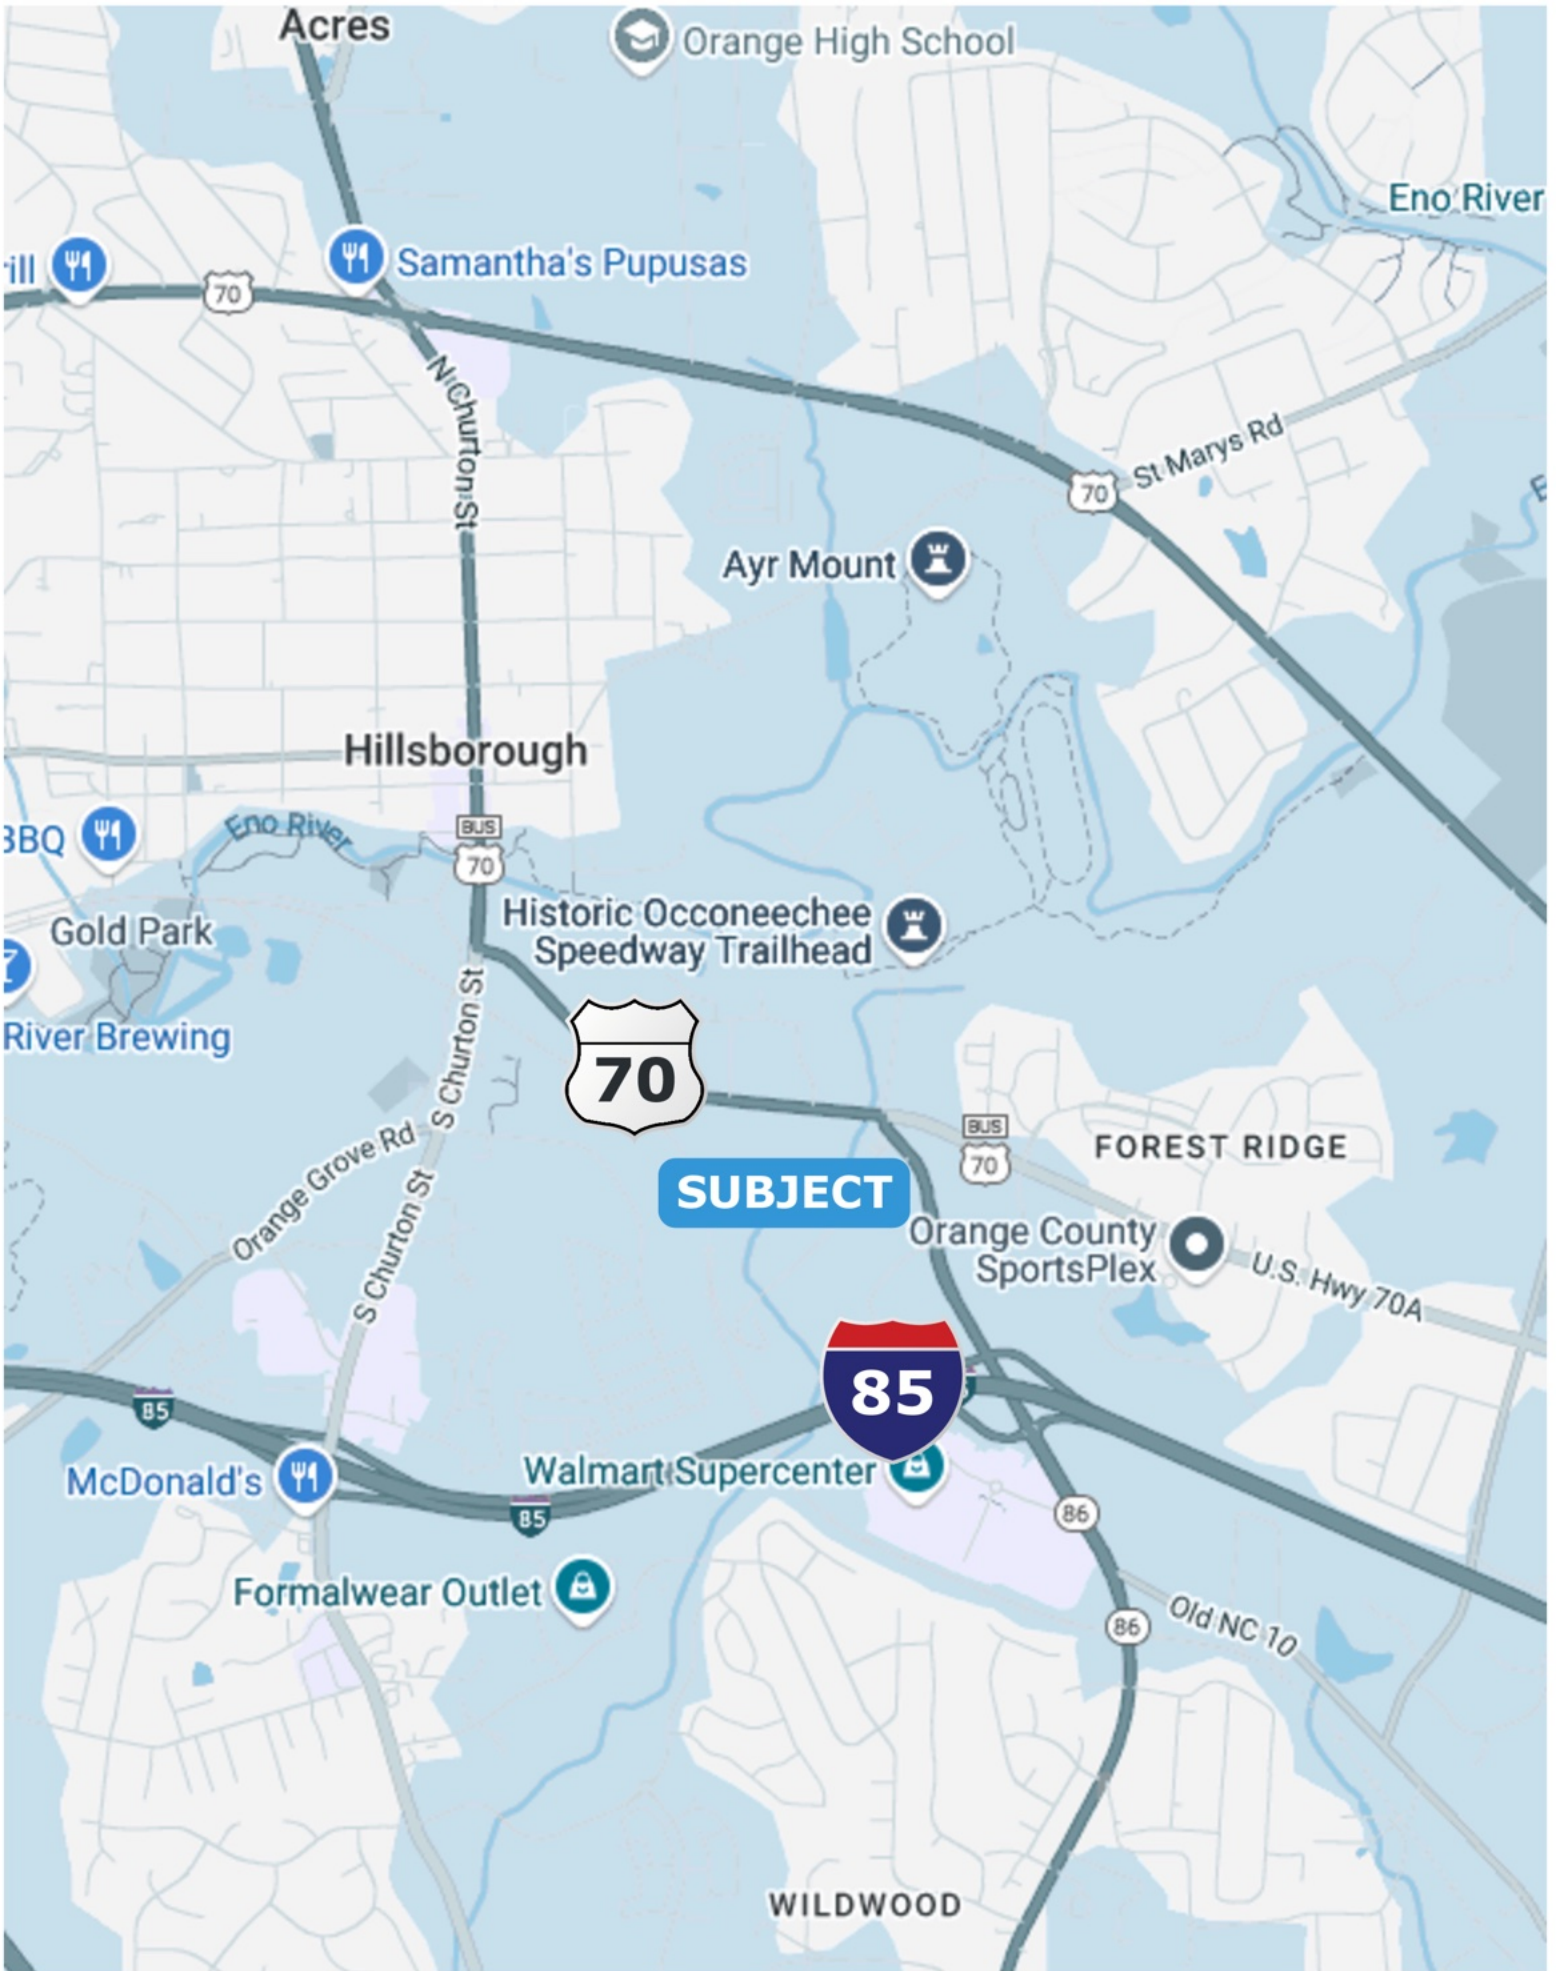 Acres
Orange High School
Eno River
rill
Samantha's Pupusas
70
N Churton St
St Marys Rd
70
Ayr Mount
Hillsborough
BBQ
Eno River
BUS
70
Gold Park
Historic Occoneechee
Speedway Trailhead
River Brewing
S Churton St
70
Orange Grove Rd
BUS
70
FOREST RIDGE
SUBJECT
S Churton St
Orange County
SportsPlex
U.S. Hwy 70A
85
85
McDonald's
Walmart Supercenter
85
86
Formalwear Outlet
86
Old NC 10
WILDWOOD